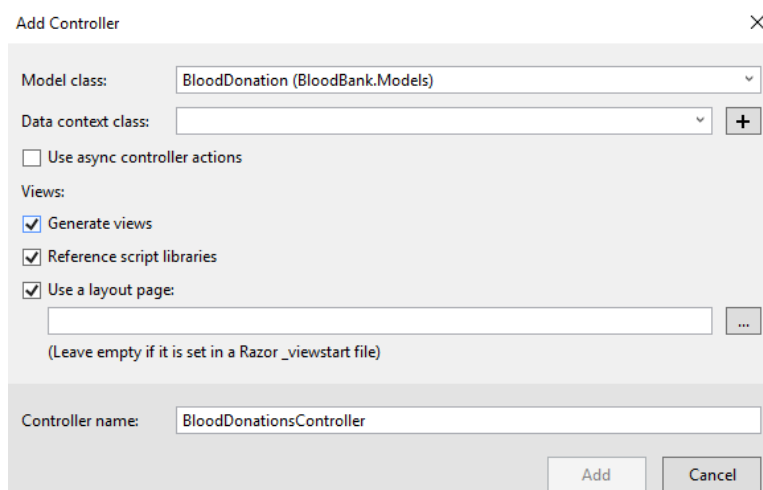 Add Controller
Model class: BloodDonation (BloodBank.Models)
Data context class:
Use async controller actions
Views:
Generate views
Reference script libraries
Use a layout page:
...
(Leave empty if it is set in a Razor _viewstart file)
Controller name: BloodDonationsController
Add Cancel